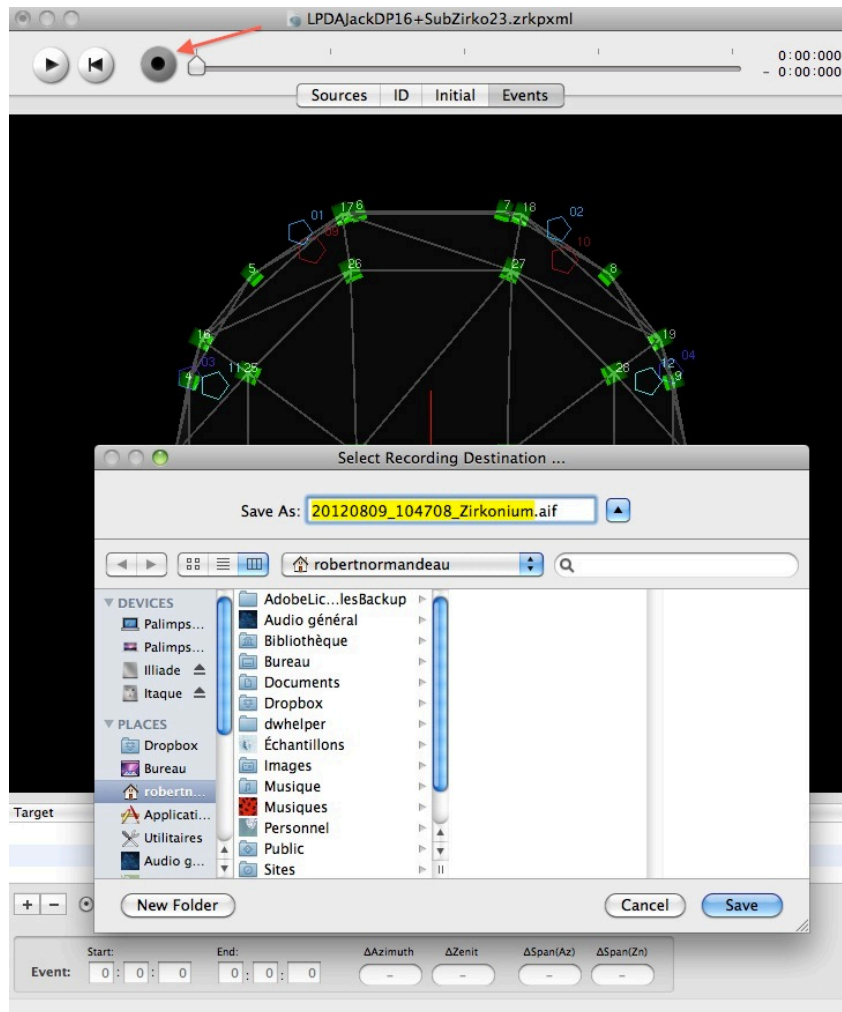 LPDAJackDP16+SubZirko23.zrkpxml
0:00:000
- 0:00:000
Sources ID Initial Events
01 17 6 7 18 02
09 10
5 26 27 8
16 19
03 11 25 28 12 04
4 9
Select Recording Destination ...
Save As: 20120809_104708_Zirkonium.aif
robertnormandeau
DEVICES
Palimps...
Palimps...
Illiade
Itaque
PLACES
Dropbox
Bureau
robertn...
Applicati...
Utilitaires
Audio g...
AdobeLic...lesBackup
Audio général
Bibliothèque
Bureau
Documents
Dropbox
dwhelper
Échantillons
Images
Musique
Musiques
Personnel
Public
Sites
Target
New Folder Cancel Save
Start: End: ΔAzimuth ΔZenit ΔSpan(Az) ΔSpan(Zn)
Event: 0 : 0 : 0 0 : 0 : 0 - - - -